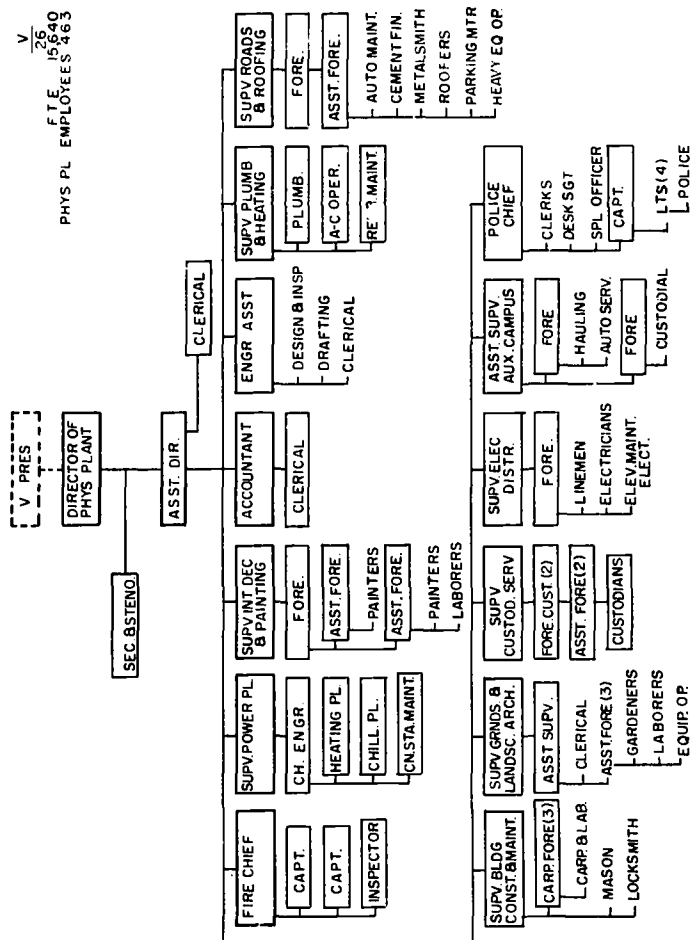 V
26
FTE 15,640
PHYS PL EMPLOYEES 463
V PRES
DIRECTOR OF
PHYS PLANT
SEC. & STENO.
ASST. DIR.
CLERICAL
FIRE CHIEF
CAPT.
CAPT.
INSPECTOR
SUPV. POWER PL.
CH. ENGR.
HEATING PL.
CHILL. PL.
CN. STA. MAINT.
SUPV INT DEC
& PAINTING
FORE.
ASST. FORE.
PAINTERS
ASST. FORE.
PAINTERS
LABORERS
ACCOUNTANT
CLERICAL
ENGR ASST
DESIGN & INSP
DRAFTING
CLERICAL
SUPV PLUMB
& HEATING
PLUMB.
A-C OPER.
MAINT.
SUPV ROADS
& ROOFING
FORE.
ASST. FORE.
AUTO MAINT.
CEMENT FIN.
METALSMITH
ROOFERS
PARKING MTR
HEAVY EQ OP.
SUPV. BLDG
CONST. & MAINT.
CARP. FORE (3)
CARP. & LAB.
MASON
LOCKSMITH
SUPV GRNDS. &
LANDSC. ARCH.
ASST SUPV.
CLERICAL
ASST. FORE (3)
GARDENERS
LABORERS
EQUIP. OP.
SUPV
CUSTOD. SERV
FORE. CUST. (2)
ASST. FORE (2)
CUSTODIANS
SUPV. ELEC
DISTR.
FORE.
LINEMEN
ELECTRICIANS
ELEV. MAINT.
ELECT.
ASST. SUPV.
AUX. CAMPUS
FORE
HAULING
AUTO SERV.
FORE
CUSTODIAL
POLICE
CHIEF
CLERKS
DESK SGT
SPL OFFICER
CAPT.
LTS (4)
POLICE